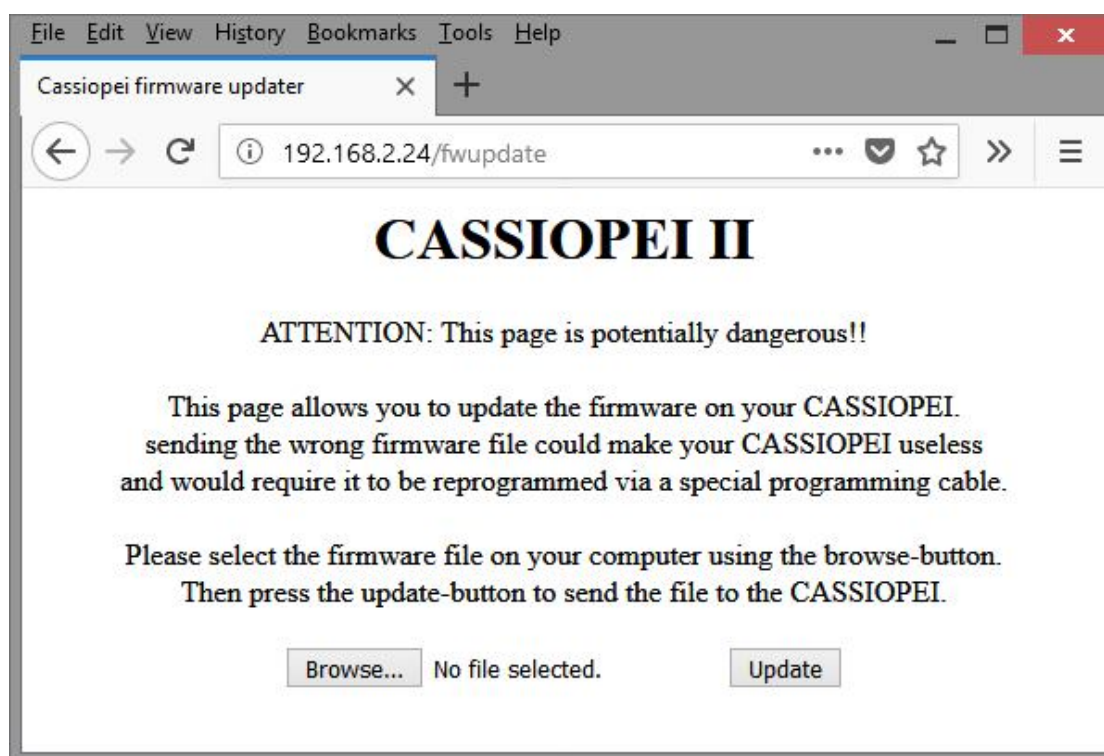 File Edit View History Bookmarks Tools Help
Cassiopei firmware updater
192.168.2.24/fwupdate
CASSIOPEI II
ATTENTION: This page is potentially dangerous!!
This page allows you to update the firmware on your CASSIOPEI.
sending the wrong firmware file could make your CASSIOPEI useless
and would require it to be reprogrammed via a special programming cable.
Please select the firmware file on your computer using the browse-button.
Then press the update-button to send the file to the CASSIOPEI.
Browse... No file selected. Update